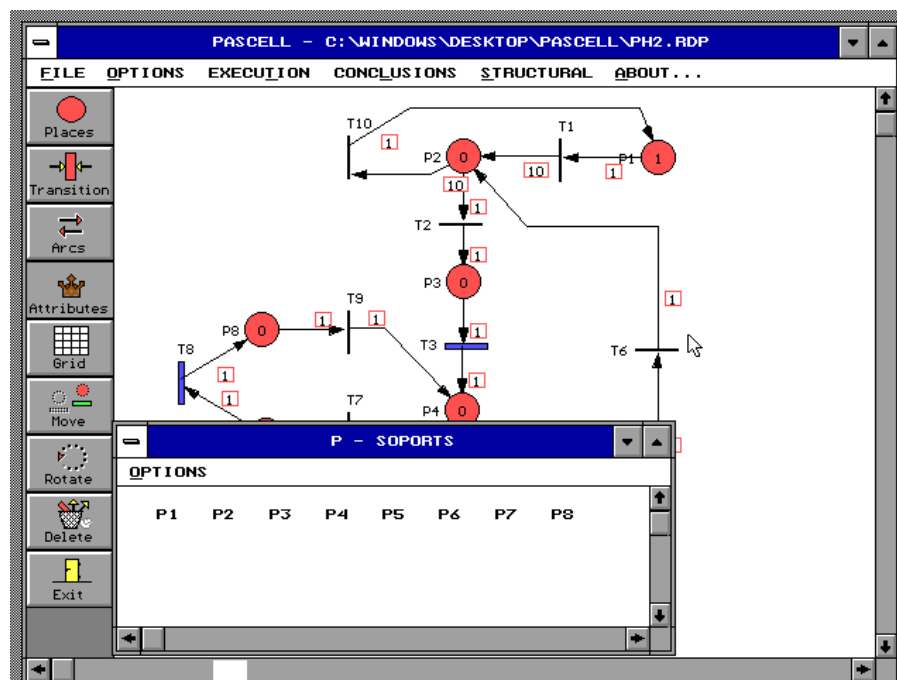 PASCELL - C:\WINDOWS\DESKTOP\PASCELL\PH2.RDP
FILE OPTIONS EXECUTION CONCLUSIONS STRUCTURAL ABOUT...
Places
Transition
Arcs
Attributes
Grid
Move
Rotate
Delete
Exit
T10
1
T1
P2 0
10
1
P1 1
10
1
T2
1
P3 0
1
T9
P8 0
1
1
T3
T8
1
1
1
T7
P4 0
T6
1
P - SOPORTS
OPTIONS
P1 P2 P3 P4 P5 P6 P7 P8